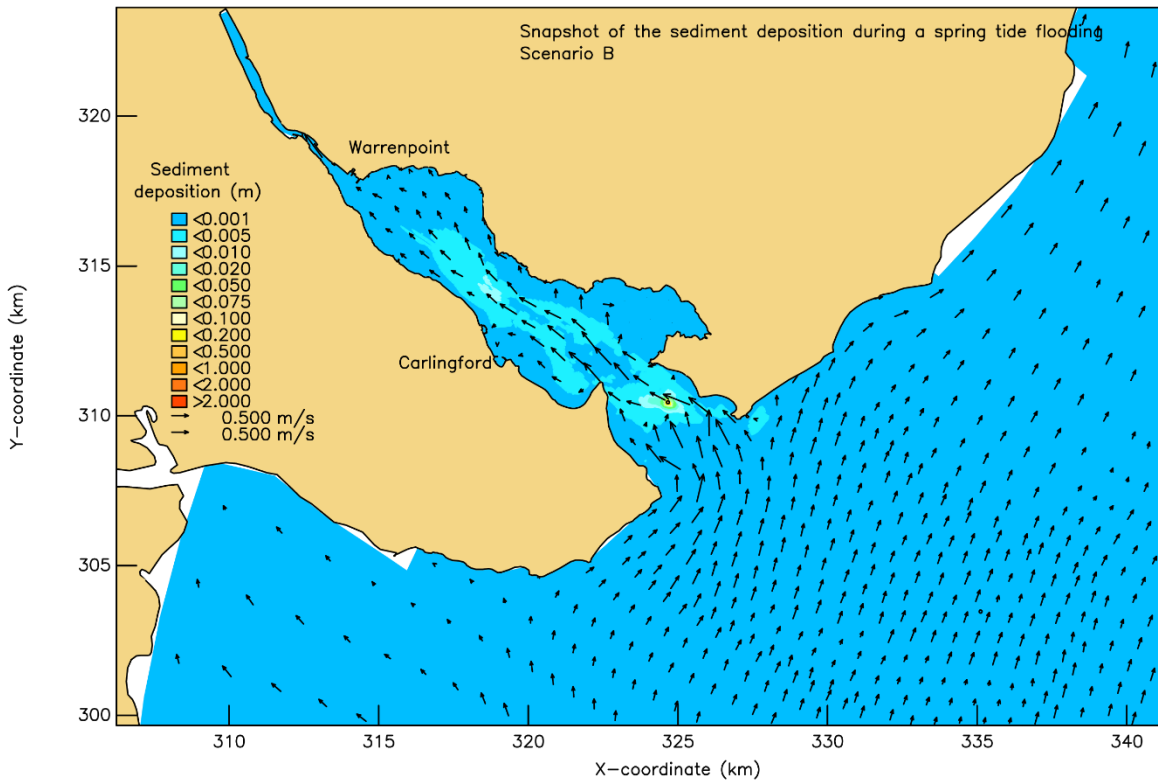 Snapshot of the sediment deposition during a spring tide flooding
Scenario B
320
Warrenpoint
Sediment
deposition (m)
<0.001
<0.005
<0.010
<0.020
<0.050
<0.075
<0.100
<0.200
<0.500
<1.000
<2.000
>2.000
0.500 m/s
0.500 m/s
315
Carlingford
310
305
300
Y-coordinate (km)
310 315 320 325 330 335 340
X-coordinate (km)